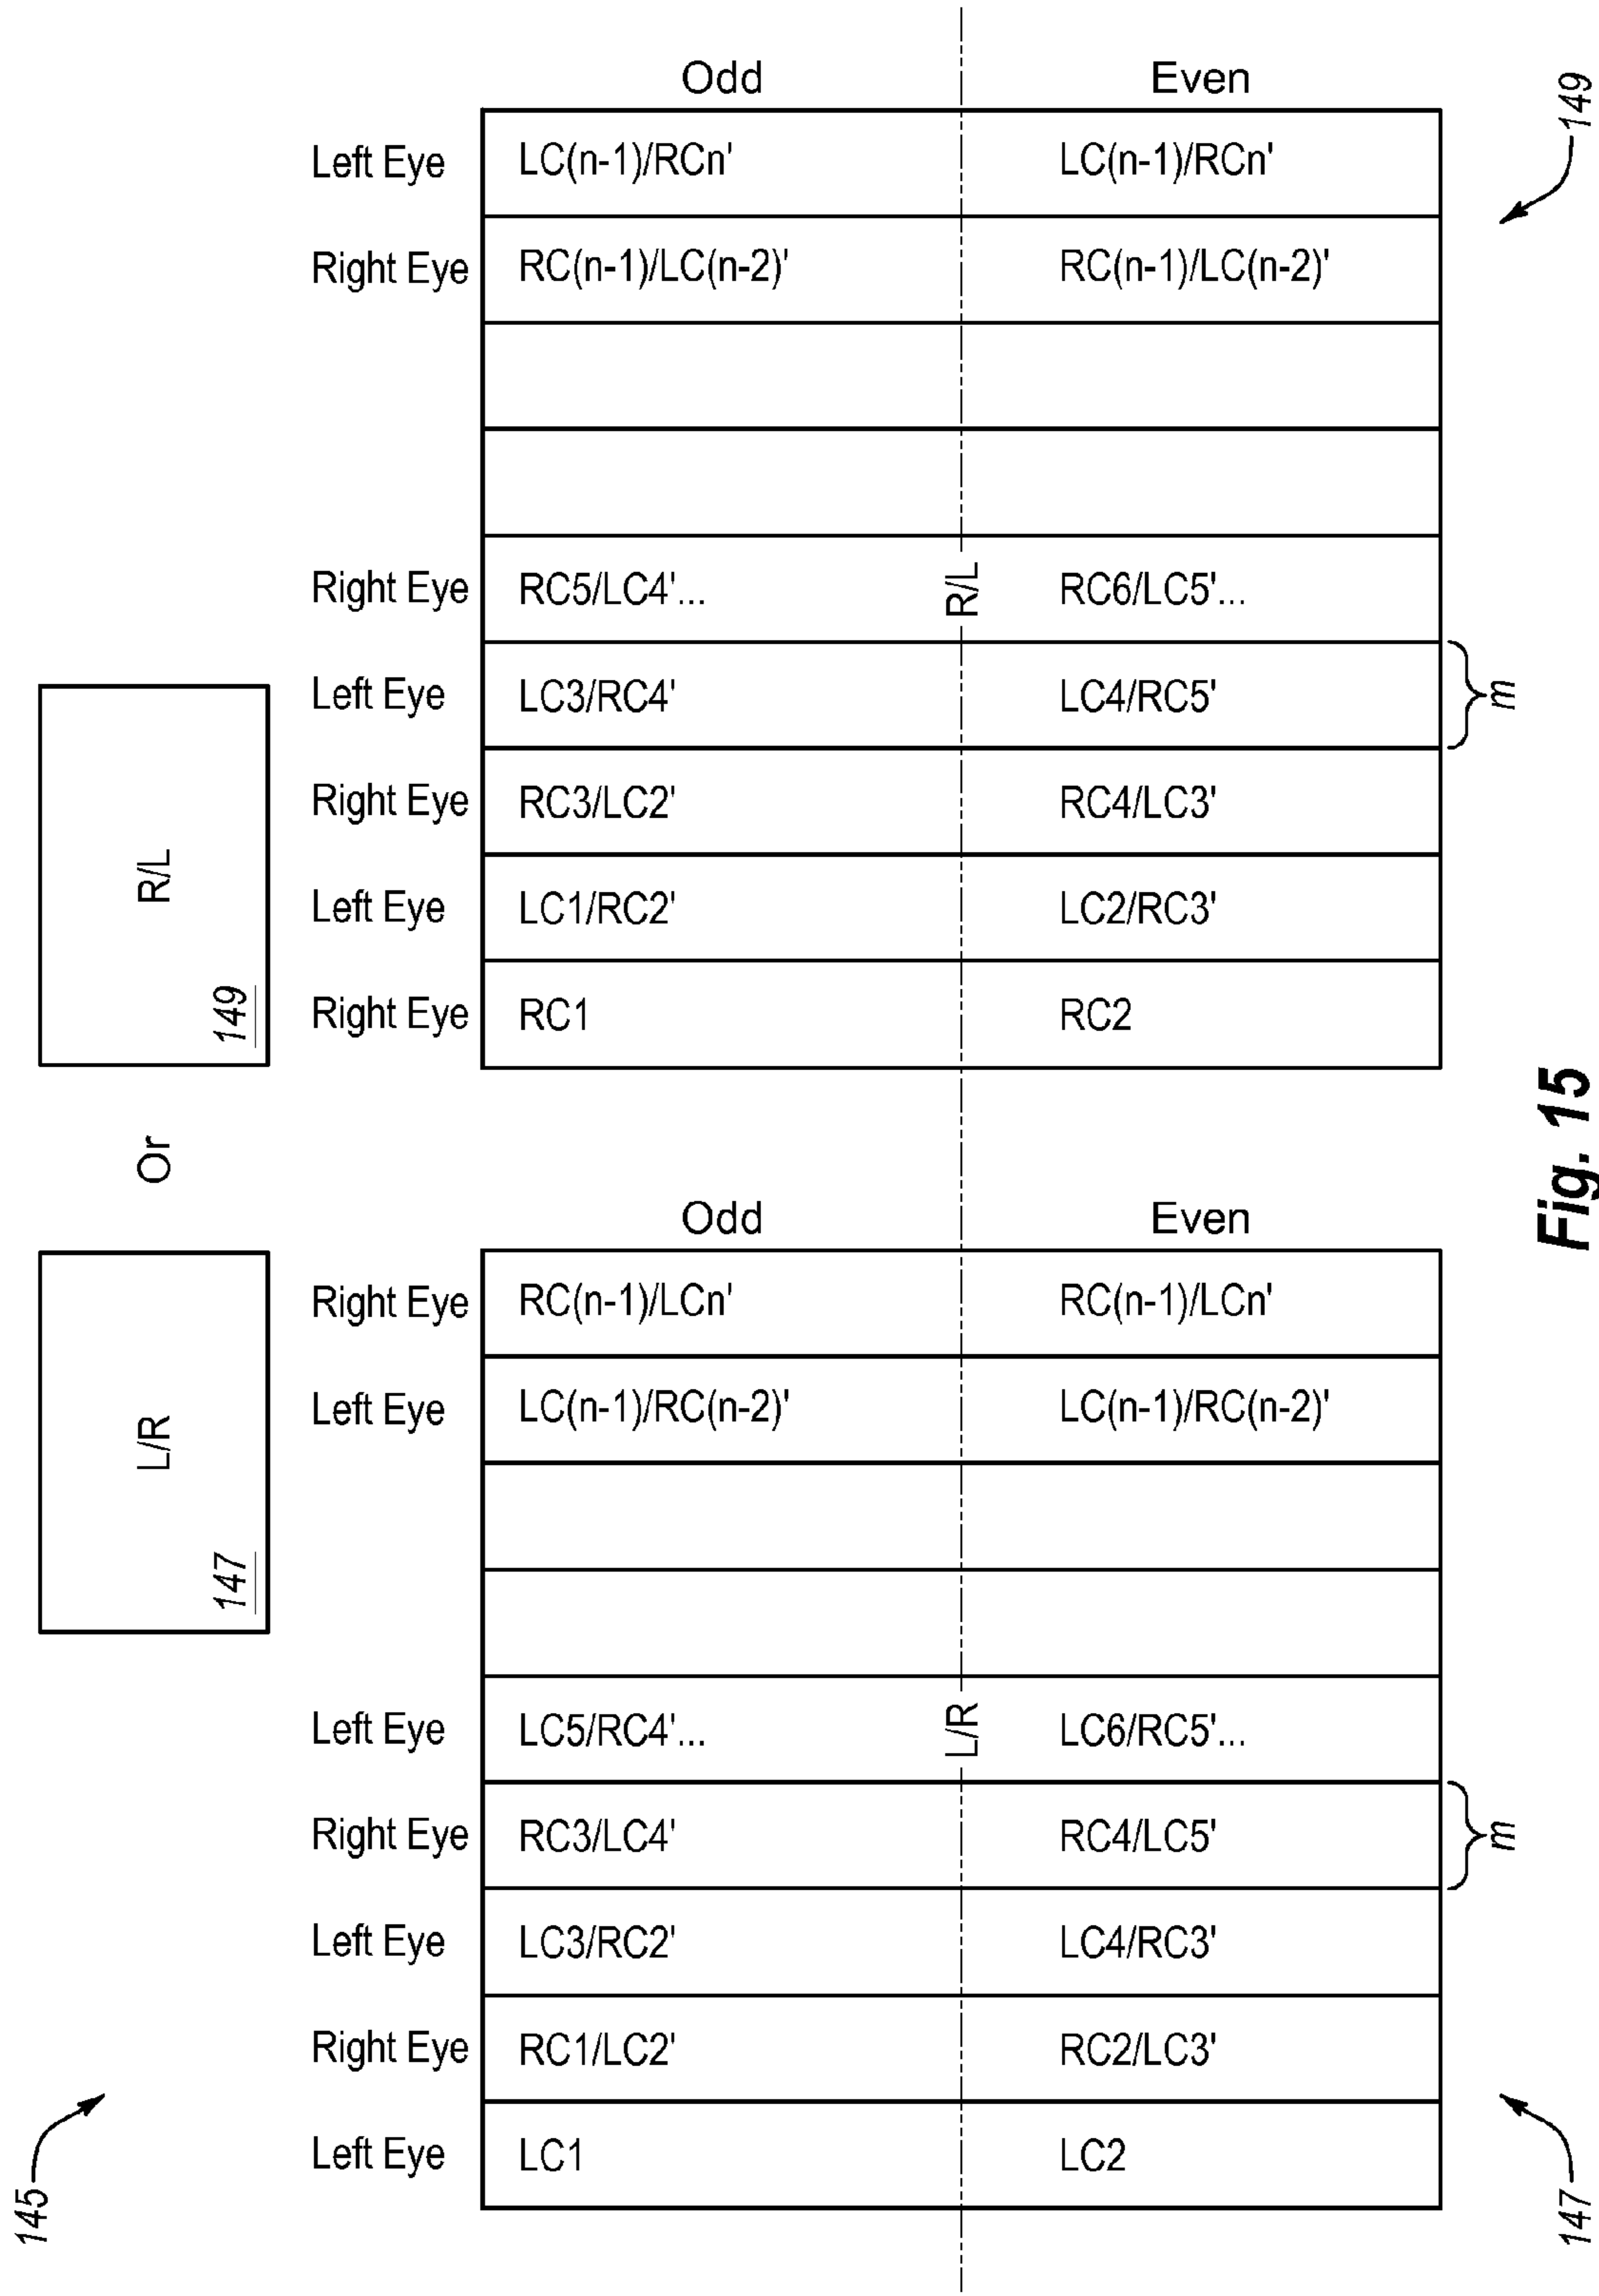 Odd
Even
149
Left Eye
LC(n-1)/RCn'
LC(n-1)/RCn'
Right Eye
RC(n-1)/LC(n-2)'
RC(n-1)/LC(n-2)'
Right Eye
RC5/LC4'...
R/L
RC6/LC5'...
Left Eye
LC3/RC4'
LC4/RC5'
m
R/L
149
Right Eye
RC3/LC2'
RC4/LC3'
Left Eye
LC1/RC2'
LC2/RC3'
Right Eye
RC1
RC2
Or
Fig. 15
Odd
Even
L/R
147
Right Eye
RC(n-1)/LCn'
RC(n-1)/LCn'
Left Eye
LC(n-1)/RC(n-2)'
LC(n-1)/RC(n-2)'
Left Eye
LC5/RC4'...
L/R
LC6/RC5'...
Right Eye
RC3/LC4'
RC4/LC5'
m
Left Eye
LC3/RC2'
LC4/RC3'
Right Eye
RC1/LC2'
RC2/LC3'
Left Eye
LC1
LC2
145
147